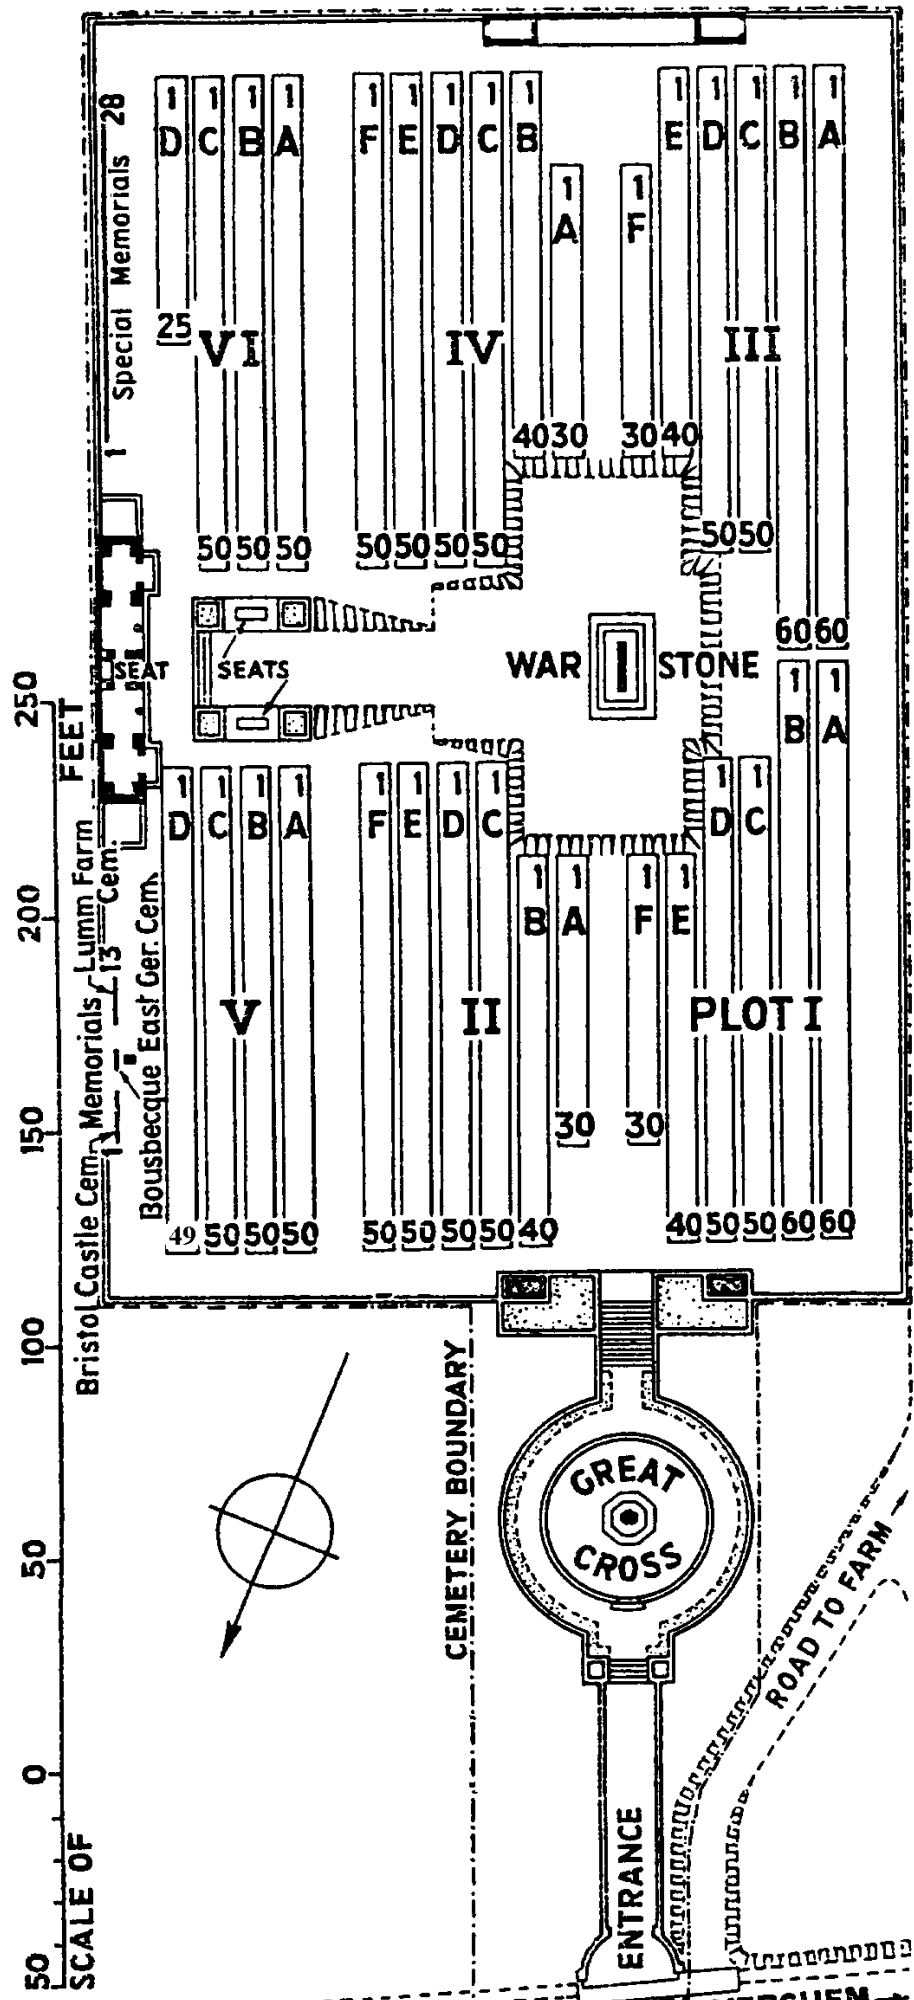 Special Memorials 28
1
1 1 1 1
D C B A
25
VI
50 50 50
1 1 1 1 1
F E D C B
1
A
IV
40 30
50 50 50 50
1
F
1 1 1 1 1
E D C B A
III
30 40
50 50
60 60
SEAT
SEATS
WAR STONE
1 1
B A
1 1 1 1
D C B A
V
49 50 50 50
1 1 1 1
F E D C
1 1
B A
II
30
50 50 50 50 40
1 1
F E
1 1
D C
PLOT I
30
40 50 50 60 60
Lumm Farm
Cem.
13
1
Bristol Castle Cem. Memorials
Bousbecque East Ger. Cem.
CEMETERY BOUNDARY
GREAT
CROSS
ROAD TO FARM
ENTRANCE
SCALE OF
FEET
50
0
50
100
150
200
250